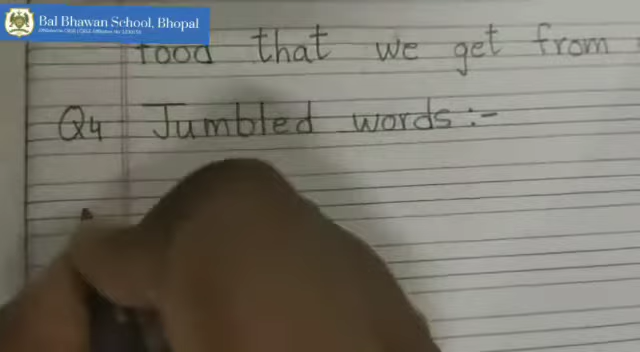 Bal Bhawan School, Bhopal
food that we get from
Q4 Jumbled words :-